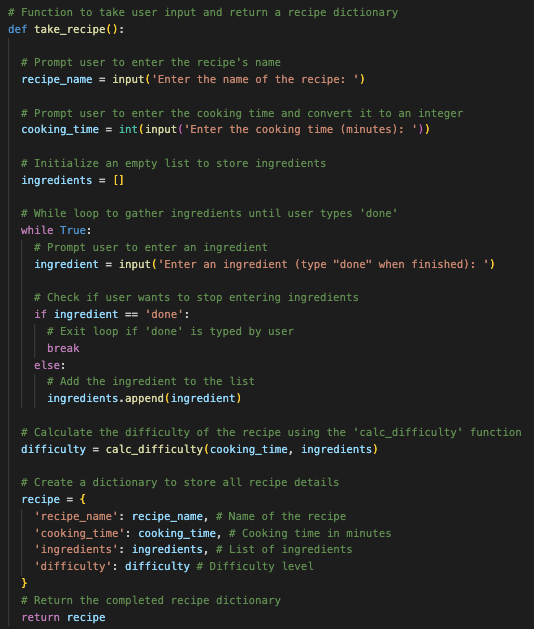 # Function to take user input and return a recipe dictionary
def take_recipe():
# Prompt user to enter the recipe's name
recipe_name = input('Enter the name of the recipe: ')
# Prompt user to enter the cooking time and convert it to an integer
cooking_time = int(input('Enter the cooking time (minutes): '))
# Initialize an empty list to store ingredients
ingredients = []
# While loop to gather ingredients until user types 'done'
while True:
# Prompt user to enter an ingredient
ingredient = input('Enter an ingredient (type "done" when finished): ')
# Check if user wants to stop entering ingredients
if ingredient == 'done':
# Exit loop if 'done' is typed by user
break
else:
# Add the ingredient to the list
ingredients.append(ingredient)
# Calculate the difficulty of the recipe using the 'calc_difficulty' function
difficulty = calc_difficulty(cooking_time, ingredients)
# Create a dictionary to store all recipe details
recipe = {
'recipe_name': recipe_name, # Name of the recipe
'cooking_time': cooking_time, # Cooking time in minutes
'ingredients': ingredients, # List of ingredients
'difficulty': difficulty # Difficulty level
}
# Return the completed recipe dictionary
return recipe